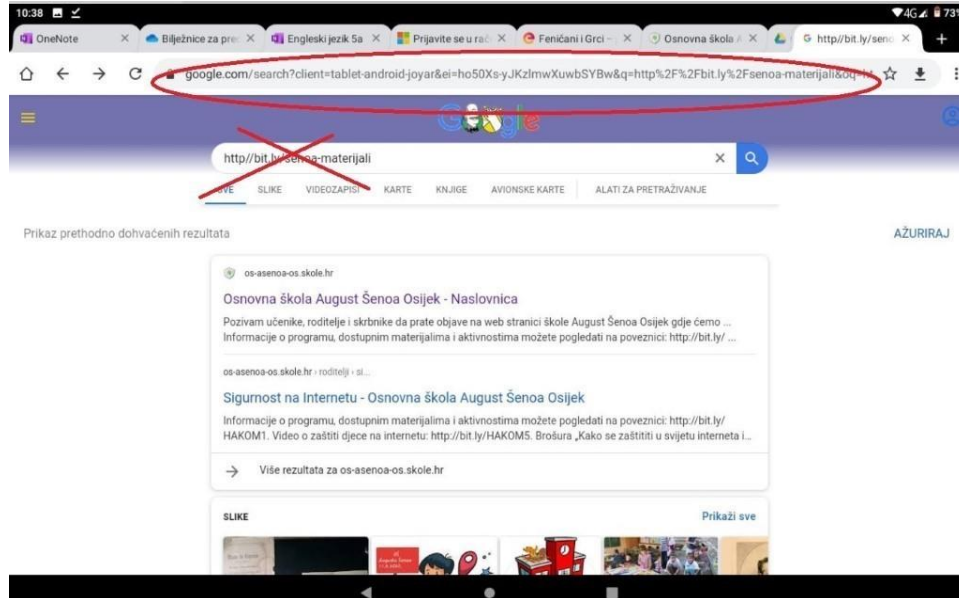 10:38 4G 73%
OneNote Bilježnice za pre Engleski jezik 5a Prijavite se u rač Feničani i Grci - Osnovna škola A http//bit.ly/seno
google.com/search?client=tablet-android-joyar&ei=ho50Xs-yJKzlmwXuwbSYBw&q=http%2F%2Fbit.ly%2Fsenoa-materijali&oq=ht
Google
http//bit.ly/senoa-materijali
SVE SLIKE VIDEOZAPISI KARTE KNJIGE AVIONSKE KARTE ALATI ZA PRETRAŽIVANJE
Prikaz prethodno dohvaćenih rezultata AŽURIRAJ
os-asenoa-os.skole.hr
Osnovna škola August Šenoa Osijek - Naslovnica
Pozivam učenike, roditelje i skrbnike da prate objave na web stranici škole August Šenoa Osijek gdje ćemo ...
Informacije o programu, dostupnim materijalima i aktivnostima možete pogledati na poveznici: http://bit.ly/ ...
os-asenoa-os.skole.hr › roditelji › si...
Sigurnost na Internetu - Osnovna škola August Šenoa Osijek
Informacije o programu, dostupnim materijalima i aktivnostima možete pogledati na poveznici: http://bit.ly/
HAKOM1. Video o zaštiti djece na internetu: http://bit.ly/HAKOM5. Brošura „Kako se zaštititi u svijetu interneta i...
Više rezultata za os-asenoa-os.skole.hr
SLIKE Prikaži sve